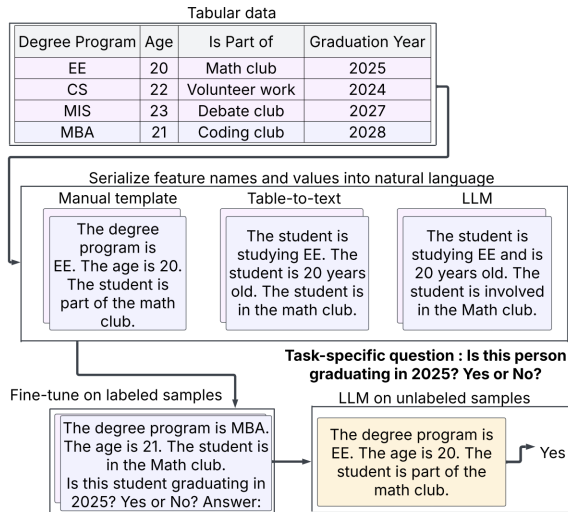 Tabular data
Degree Program Age Is Part of Graduation Year
EE 20 Math club 2025
CS 22 Volunteer work 2024
MIS 23 Debate club 2027
MBA 21 Coding club 2028
Serialize feature names and values into natural language
Manual template
The degree
program is
EE. The age is 20.
The student is
part of the math
club.
Table-to-text
The student is
studying EE. The
student is 20 years
old. The student is
in the math club.
LLM
The student is
studying EE and is
20 years old. The
student is involved
in the Math club.
Task-specific question : Is this person
graduating in 2025? Yes or No?
Fine-tune on labeled samples
The degree program is MBA.
The age is 21. The student is
in the Math club.
Is this student graduating in
2025? Yes or No? Answer:
LLM on unlabeled samples
The degree program is
EE. The age is 20. The
student is part of the
math club.
Yes